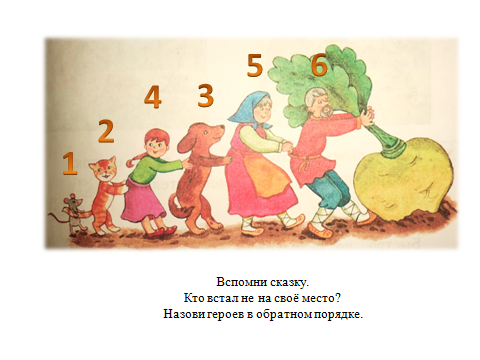 1 2 4 3 5 6
Вспомни сказку.
Кто встал не на своё место?
Назови героев в обратном порядке.